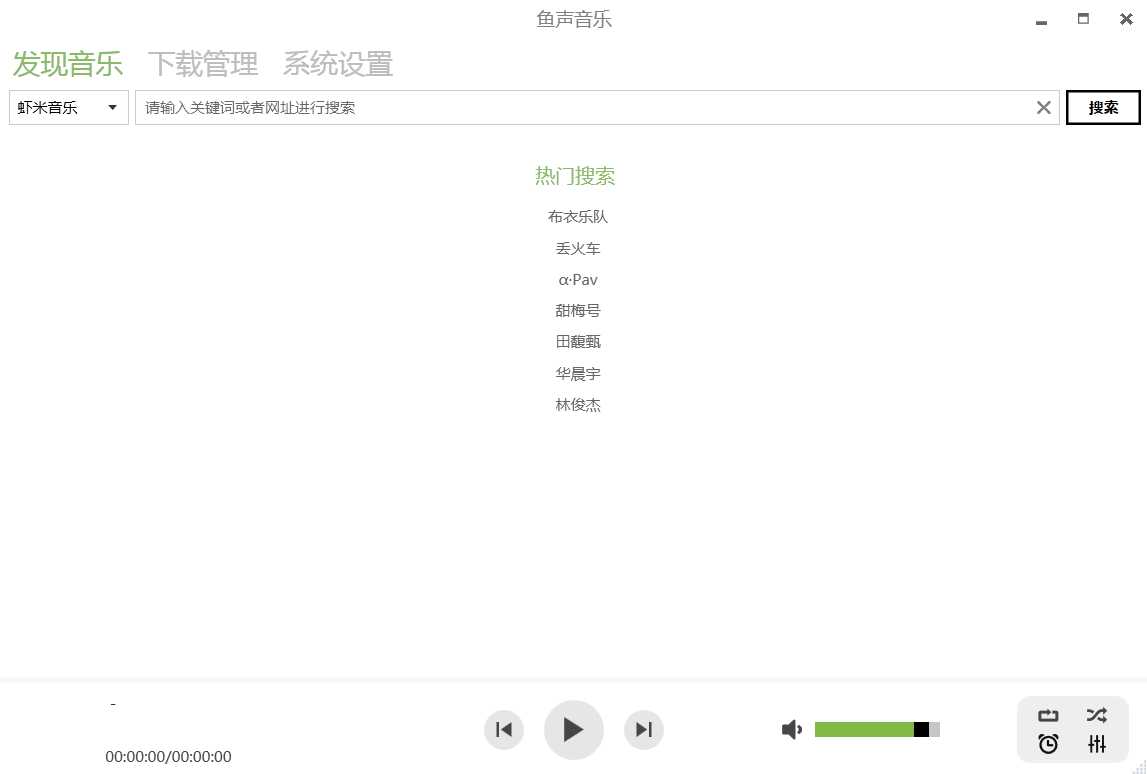 鱼声音乐
发现音乐 下载管理 系统设置
虾米音乐 请输入关键词或者网址进行搜索 搜索
热门搜索
布衣乐队
丢火车
α·Pav
甜梅号
田馥甄
华晨宇
林俊杰
-
00:00:00/00:00:00